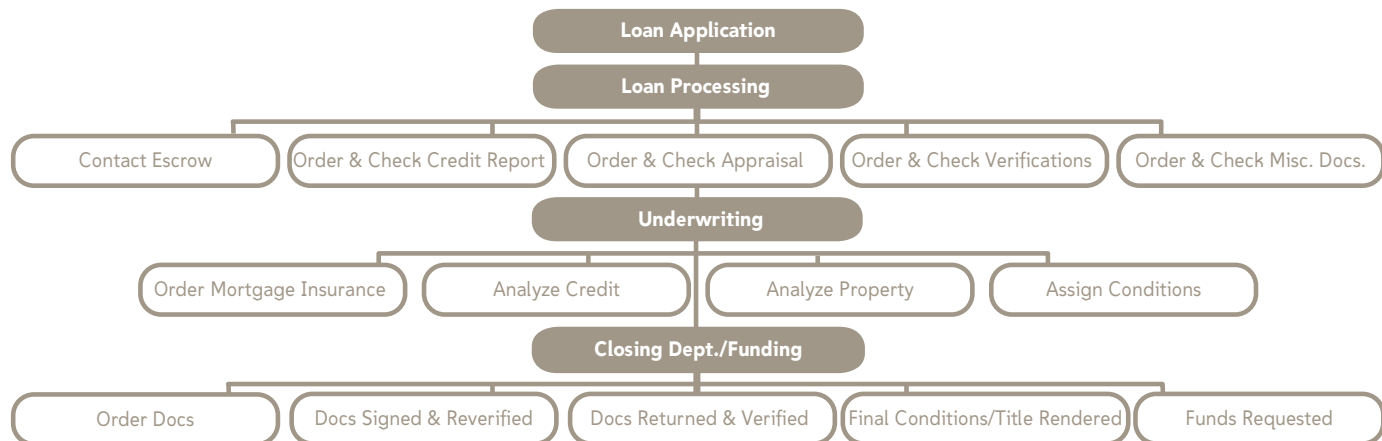 Loan Application
Loan Processing
Contact Escrow
Order & Check Credit Report
Order & Check Appraisal
Order & Check Verifications
Order & Check Misc. Docs.
Underwriting
Order Mortgage Insurance
Analyze Credit
Analyze Property
Assign Conditions
Closing Dept./Funding
Order Docs
Docs Signed & Reverified
Docs Returned & Verified
Final Conditions/Title Rendered
Funds Requested